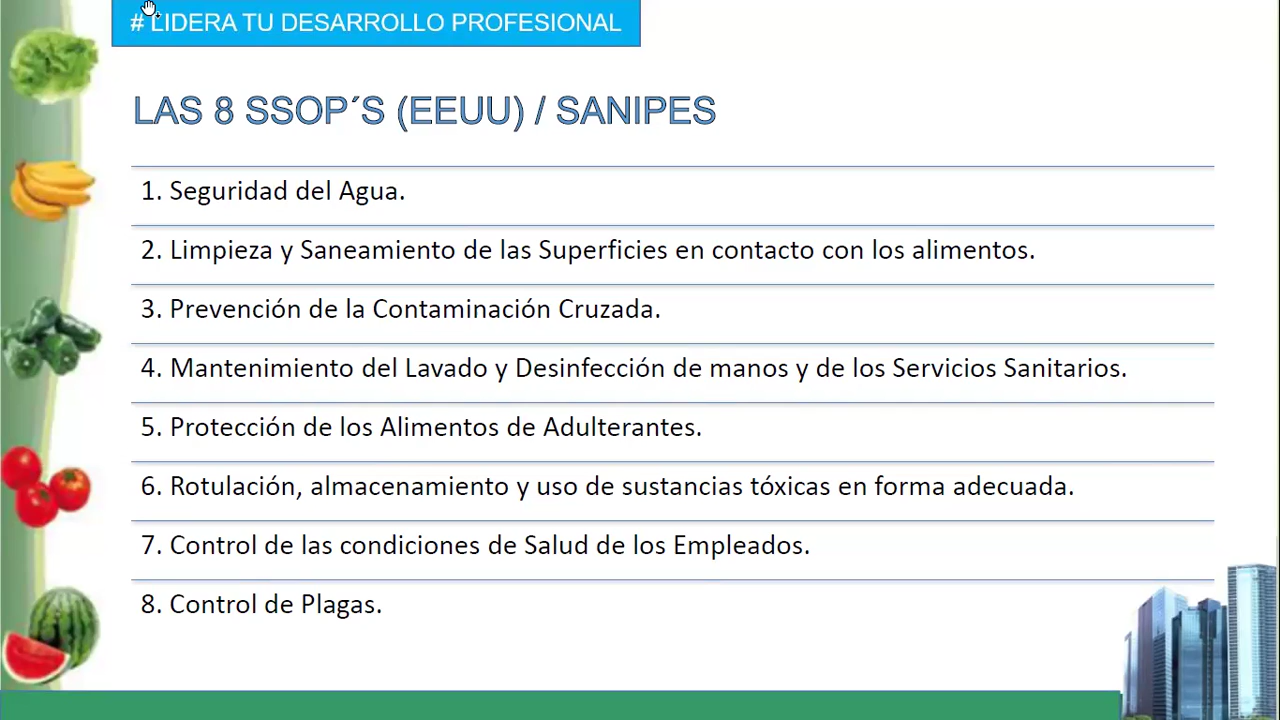 # LIDERA TU DESARROLLO PROFESIONAL
LAS 8 SSOP´S (EEUU) / SANIPES
1. Seguridad del Agua.
2. Limpieza y Saneamiento de las Superficies en contacto con los alimentos.
3. Prevención de la Contaminación Cruzada.
4. Mantenimiento del Lavado y Desinfección de manos y de los Servicios Sanitarios.
5. Protección de los Alimentos de Adulterantes.
6. Rotulación, almacenamiento y uso de sustancias tóxicas en forma adecuada.
7. Control de las condiciones de Salud de los Empleados.
8. Control de Plagas.